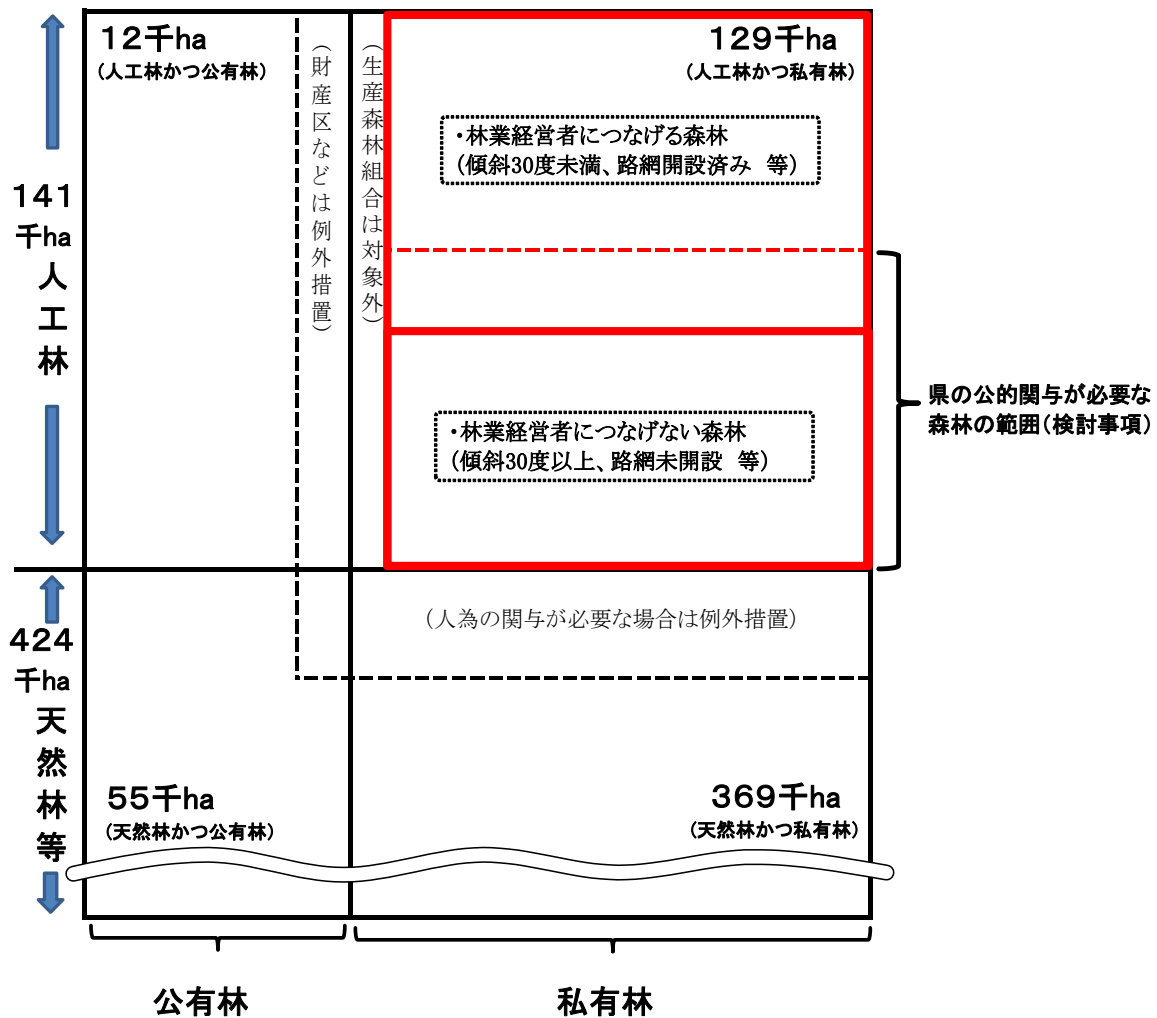 12千ha
(人工林かつ公有林)
(財産区などは例外措置)
(生産森林組合は対象外)
129千ha
(人工林かつ私有林)
・林業経営者につなげる森林
(傾斜30度未満、路網開設済み 等)
141
千ha
人工林
・林業経営者につなげない森林
(傾斜30度以上、路網未開設 等)
県の公的関与が必要な
森林の範囲(検討事項)
(人為の関与が必要な場合は例外措置)
424
千ha
天然林等
55千ha
(天然林かつ公有林)
369千ha
(天然林かつ私有林)
公有林
私有林